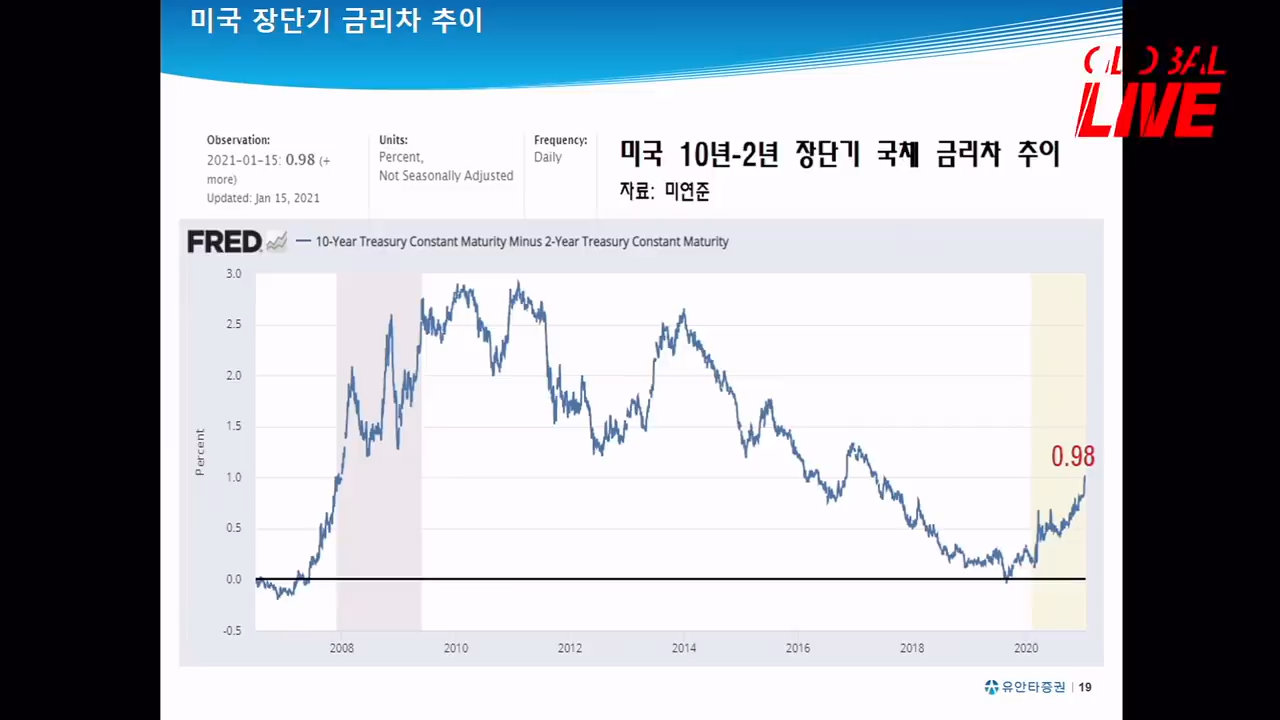 미국 장단기 금리차 추이
GLOBAL
LIVE
Observation:
2021-01-15: 0.98 (+
more)
Updated: Jan 15, 2021
Units:
Percent,
Not Seasonally Adjusted
Frequency:
Daily
미국 10년-2년 장단기 국채 금리차 추이
자료: 미연준
FRED
10-Year Treasury Constant Maturity Minus 2-Year Treasury Constant Maturity
3.0
2.5
2.0
1.5
1.0
0.5
0.0
-0.5
Percent
0.98
2008 2010 2012 2014 2016 2018 2020
유안타증권 | 19